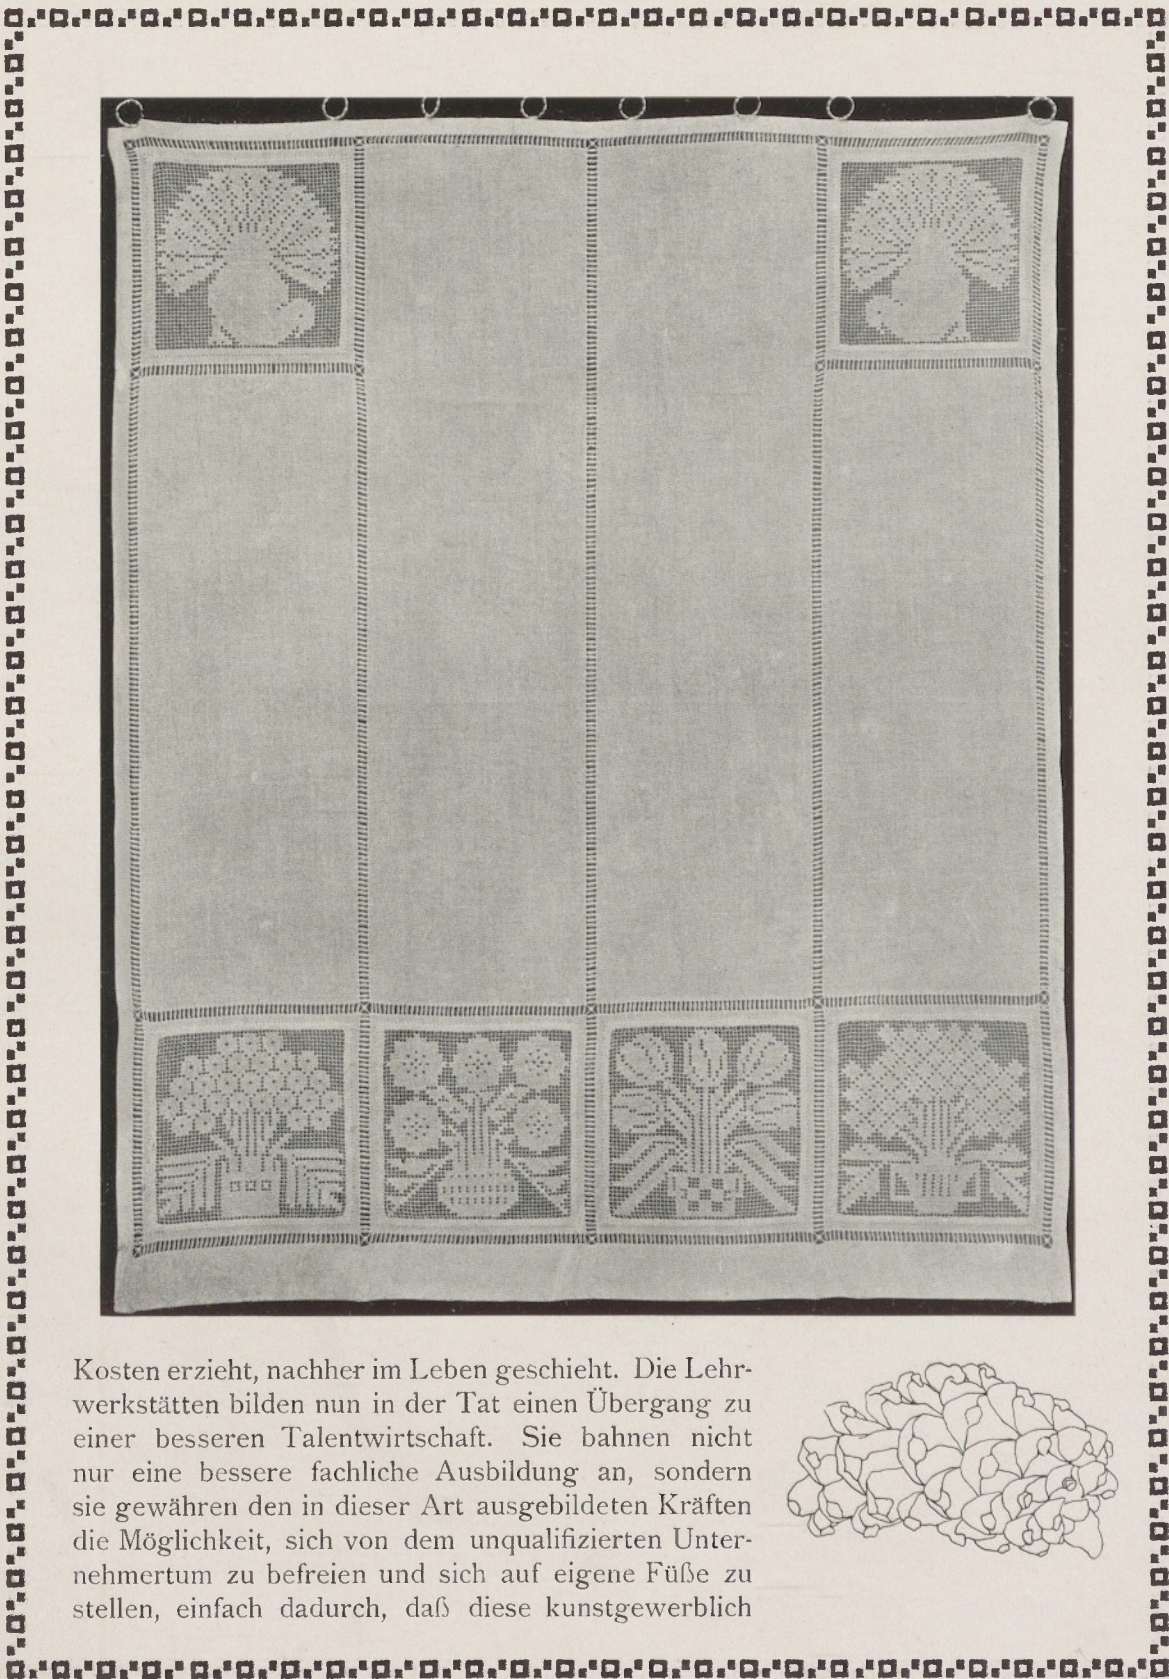 Kosten erzieht, nachher im Leben geschieht. Die Lehr-
werkstätten bilden nun in der Tat einen Übergang zu
einer besseren Talentwirtschaft. Sie bahnen nicht
nur eine bessere fachliche Ausbildung an, sondern
sie gewähren den in dieser Art ausgebildeten Kräften
die Möglichkeit, sich von dem unqualifizierten Unter-
nehmertum zu befreien und sich auf eigene Füße zu
stellen, einfach dadurch, daß diese kunstgewerblich